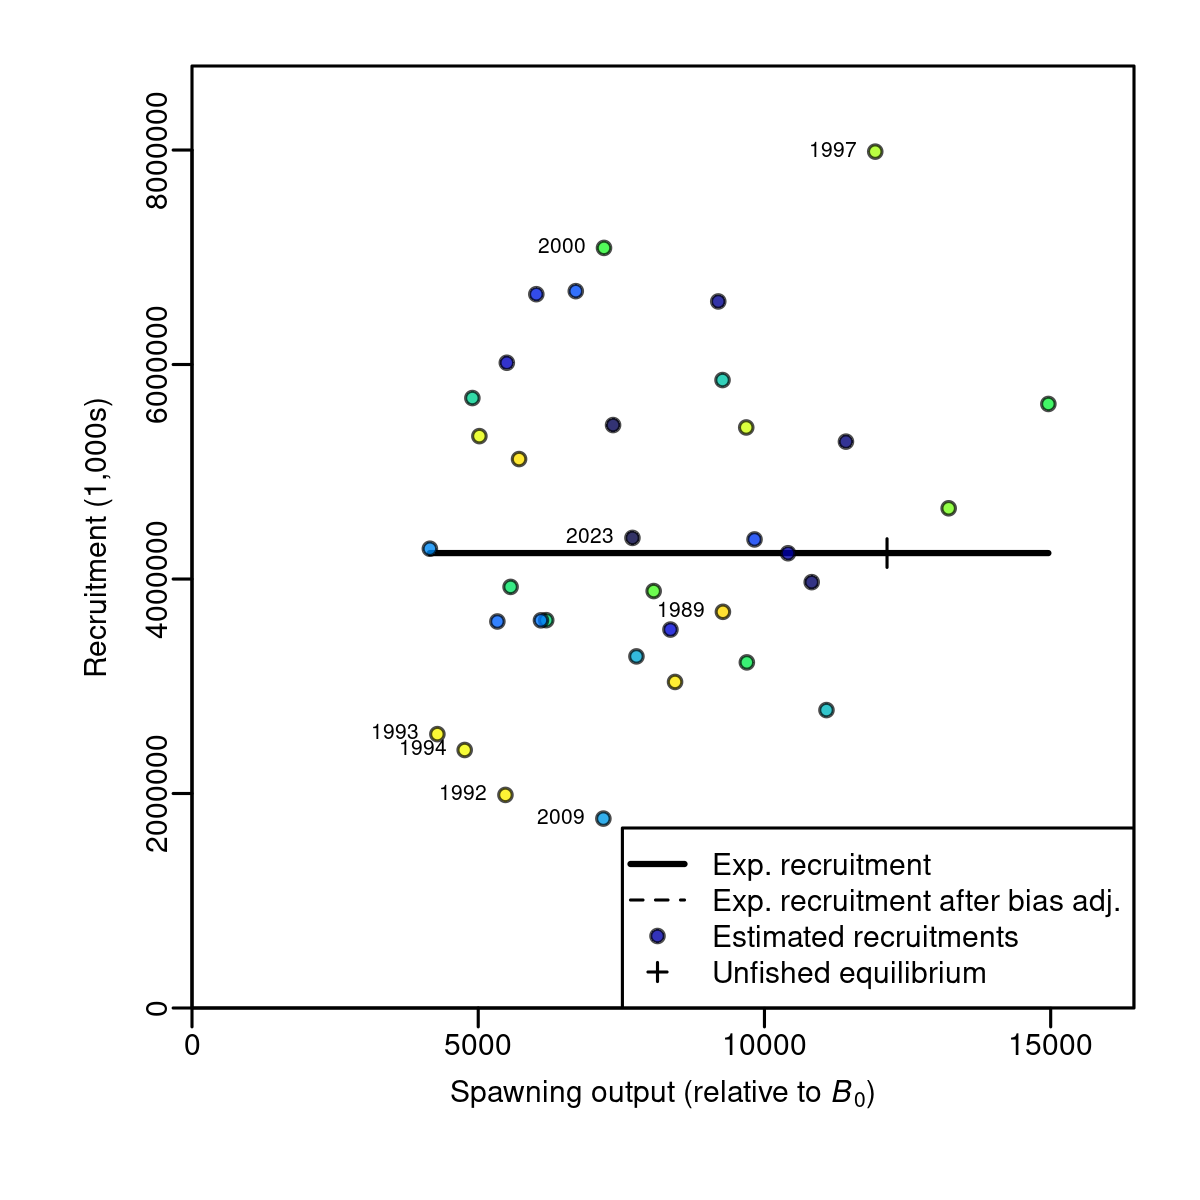 8000000
6000000
4000000
2000000
0
Recruitment (1,000s)
1997
2000
2023
1989
1993
1994
1992
2009
Exp. recruitment
Exp. recruitment after bias adj.
Estimated recruitments
Unfished equilibrium
0 5000 10000 15000
Spawning output (relative to B₀)